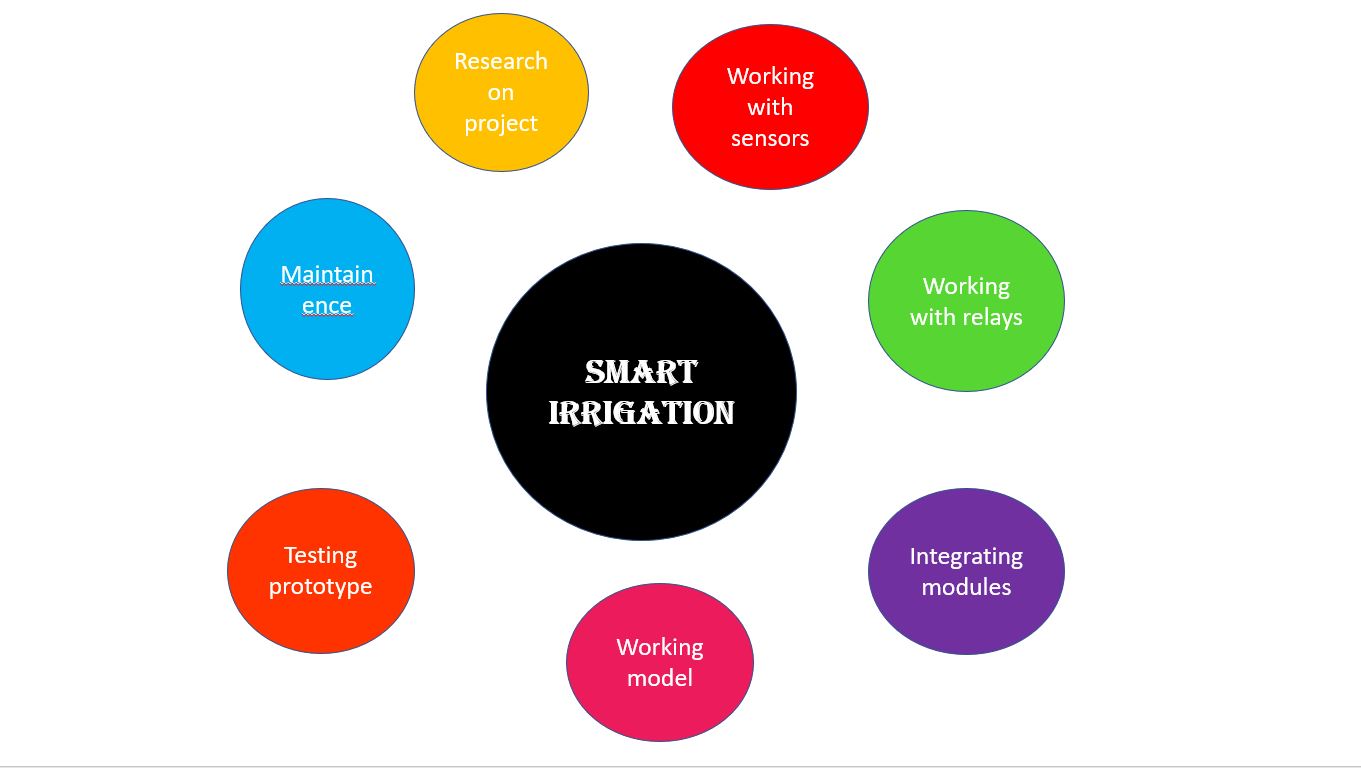 Research
on
project
Working
with
sensors
Maintain
ence
Working
with relays
SMART
IRRIGATION
Testing
prototype
Integrating
modules
Working
model